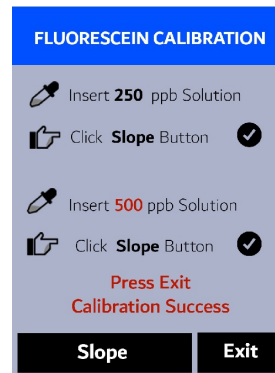 FLUORESCEIN CALIBRATION
Insert 250 ppb Solution
Click Slope Button
Insert 500 ppb Solution
Click Slope Button
Press Exit
Calibration Success
Slope
Exit